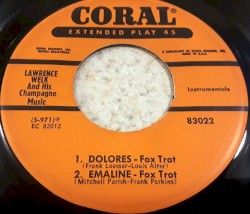 CORAL®
EXTENDED PLAY 45
LAWRENCE
WELK
And His
Champagne
Music
Instrumentals
(S-971)
EC 82012
83022
1. DOLORES - Fox Trot
(Frank Loesser-Louis Alter)
2. EMALINE - Fox Trot
(Mitchell Parish-Frank Perkins)